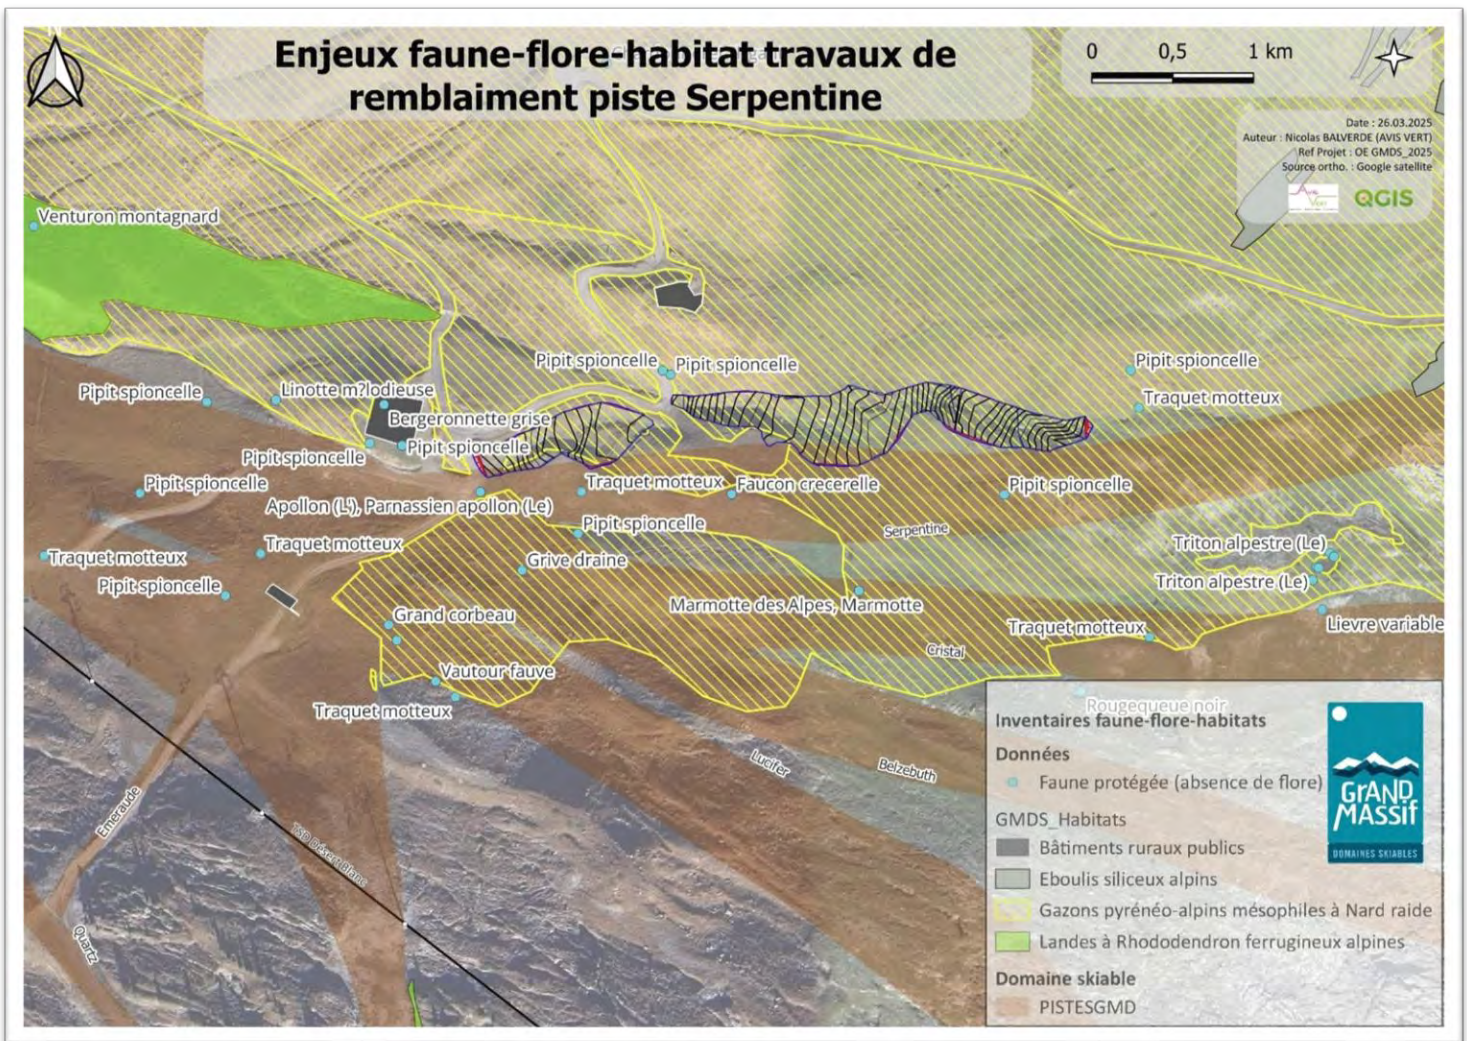 N
Enjeux faune-flore-habitat travaux de
remblaiment piste Serpentine
0 0,5 1 km
Date : 26.03.2025
Auteur : Nicolas BALVERDE (AVIS VERT)
Ref Projet : OE GMDS_2025
Source ortho. : Google satellite
AVIS VERT
QGIS
Venturon montagnard
Pipit spioncelle
Pipit spioncelle
Pipit spioncelle
Pipit spioncelle
Linotte m?lodieuse
Traquet motteux
Bergeronnette grise
Pipit spioncelle
Pipit spioncelle
Pipit spioncelle
Traquet motteux
Faucon crecerelle
Pipit spioncelle
Apollon (L'), Parnassien apollon (Le)
Pipit spioncelle
Serpentine
Traquet motteux
Triton alpestre (Le)
Traquet motteux
Grive draine
Triton alpestre (Le)
Pipit spioncelle
Marmotte des Alpes, Marmotte
Grand corbeau
Traquet motteux
Lievre variable
Cristal
Vautour fauve
Traquet motteux
Rougequeue noir
Lucifer
Belzebuth
Emeraude
TSD Désert Blanc
Quartz
Inventaires faune-flore-habitats
Données
Faune protégée (absence de flore)
GMDS_Habitats
Bâtiments ruraux publics
Eboulis siliceux alpins
Gazons pyrénéo-alpins mésophiles à Nard raide
Landes à Rhododendron ferrugineux alpines
Domaine skiable
PISTESGMD
GRAND
MASSIF
DOMAINES SKIABLES